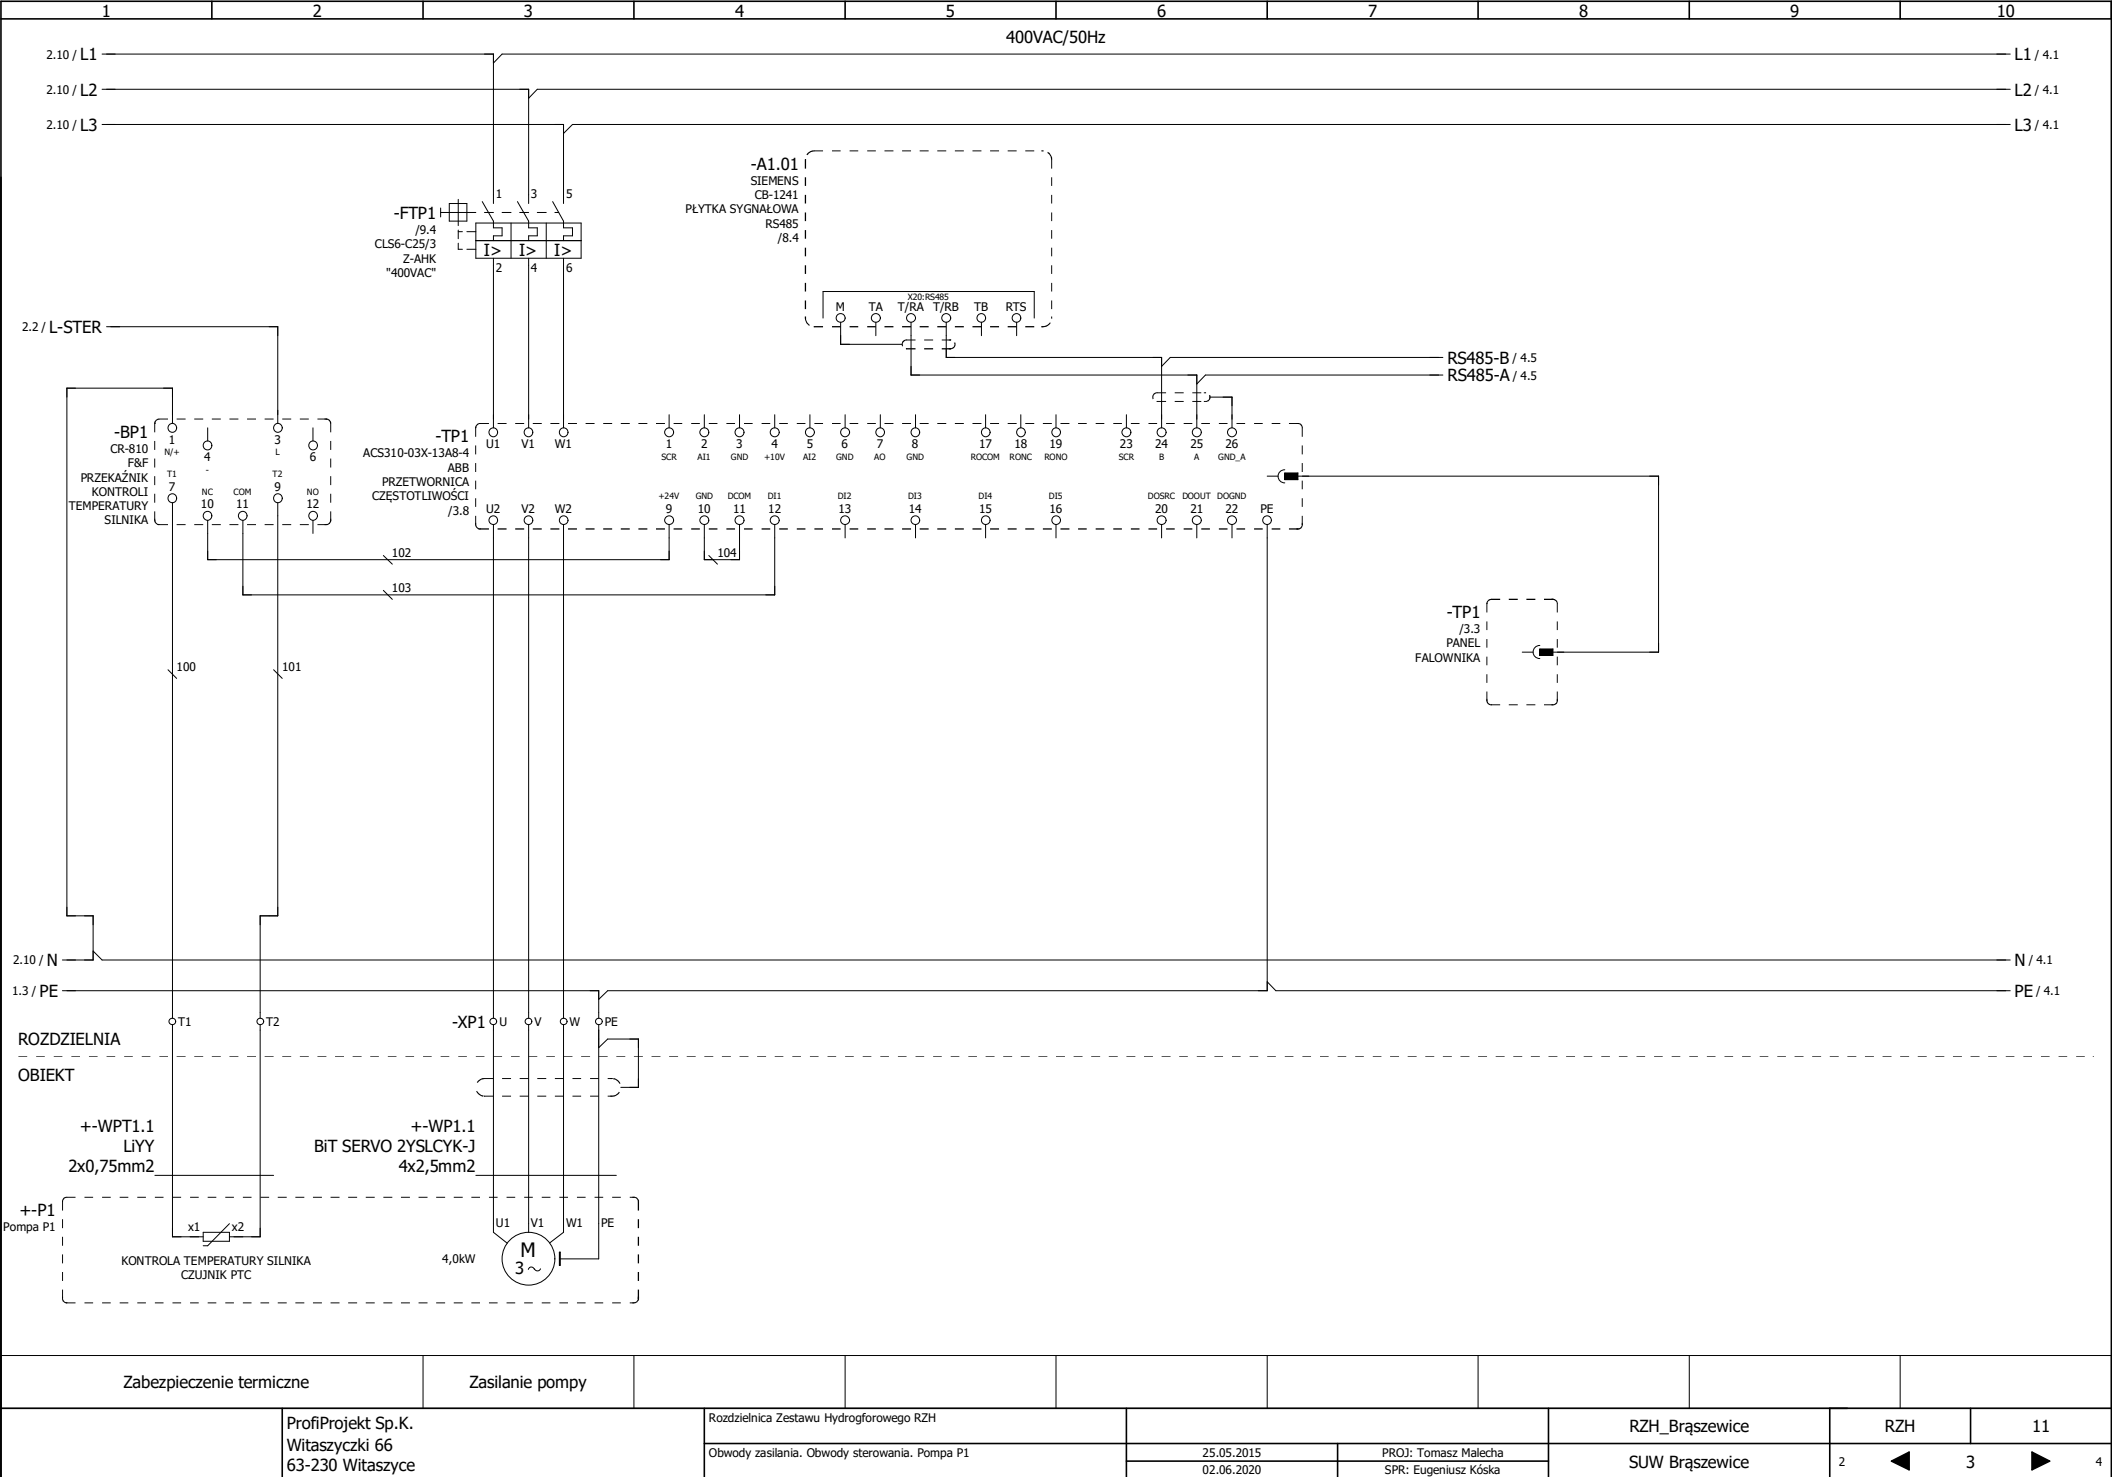 1 2 3 4 5 6 7 8 9 10
400VAC/50Hz
2.10 / L1
L1 / 4.1
2.10 / L2
L2 / 4.1
2.10 / L3
L3 / 4.1
-FTP1
/9.4
CLS6-C25/3
Z-AHK
"400VAC"
1 3 5
I> I> I>
2 4 6
-A1.01
SIEMENS
CB-1241
PŁYTKA SYGNAŁOWA
RS485
/8.4
X20:RS485
M TA T/RA T/RB TB RTS
2.2 / L-STER
RS485-B / 4.5
RS485-A / 4.5
-BP1
CR-810
F&F
PRZEKAŹNIK
KONTROLI
TEMPERATURY
SILNIKA
1 N/+
4 -
3 L
6
T1 7
NC 10
COM 11
T2 9
NO 12
-TP1
ACS310-03X-13A8-4
ABB
PRZETWORNICA
CZĘSTOTLIWOŚCI
/3.8
U1 V1 W1
1 2 3 4 5 6 7 8 17 18 19 23 24 25 26
SCR AI1 GND +10V AI2 GND AO GND ROCOM RONC RONO SCR B A GND_A
+24V GND DCOM DI1 DI2 DI3 DI4 DI5 DOSRC DOOUT DOGND
U2 V2 W2 9 10 11 12 13 14 15 16 20 21 22 PE
102
104
103
-TP1
/3.3
PANEL
FALOWNIKA
100
101
2.10 / N
N / 4.1
1.3 / PE
PE / 4.1
T1 T2
-XP1 U V W PE
ROZDZIELNIA
OBIEKT
+-WPT1.1
LiYY
2x0,75mm2
+-WP1.1
BiT SERVO 2YSLCYK-J
4x2,5mm2
+-P1
Pompa P1
x1 x2
KONTROLA TEMPERATURY SILNIKA
CZUJNIK PTC
U1 V1 W1 PE
4,0kW
M
3～
Zabezpieczenie termiczne
Zasilanie pompy
ProfiProjekt Sp.K.
Witaszyczki 66
63-230 Witaszyce
Rozdzielnica Zestawu Hydrogforowego RZH
Obwody zasilania. Obwody sterowania. Pompa P1
25.05.2015
PROJ: Tomasz Malecha
02.06.2020
SPR: Eugeniusz Kóska
RZH_Brąszewice
RZH
11
SUW Brąszewice
2 ◀ 3 ▶ 4